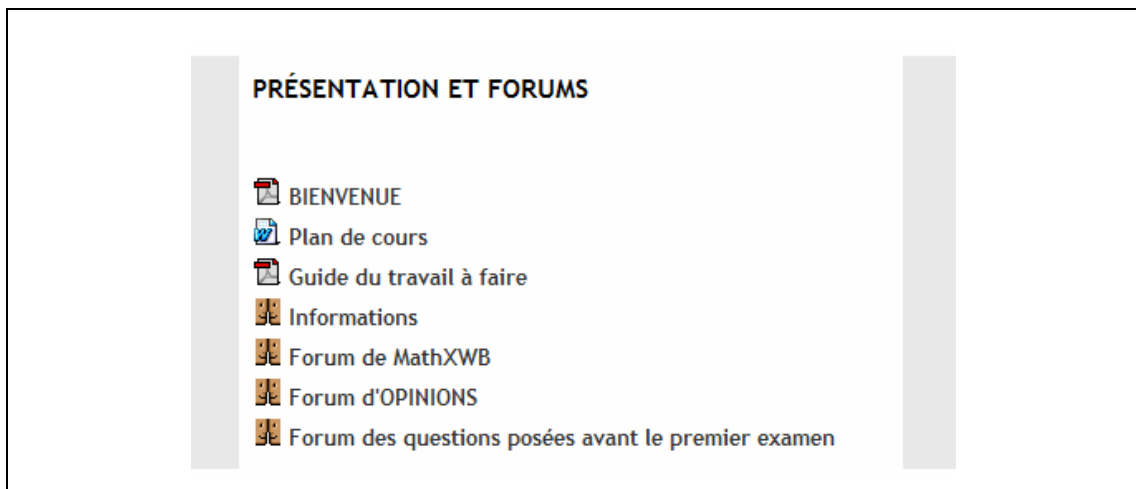 PRÉSENTATION ET FORUMS
BIENVENUE
Plan de cours
Guide du travail à faire
Informations
Forum de MathXWB
Forum d'OPINIONS
Forum des questions posées avant le premier examen